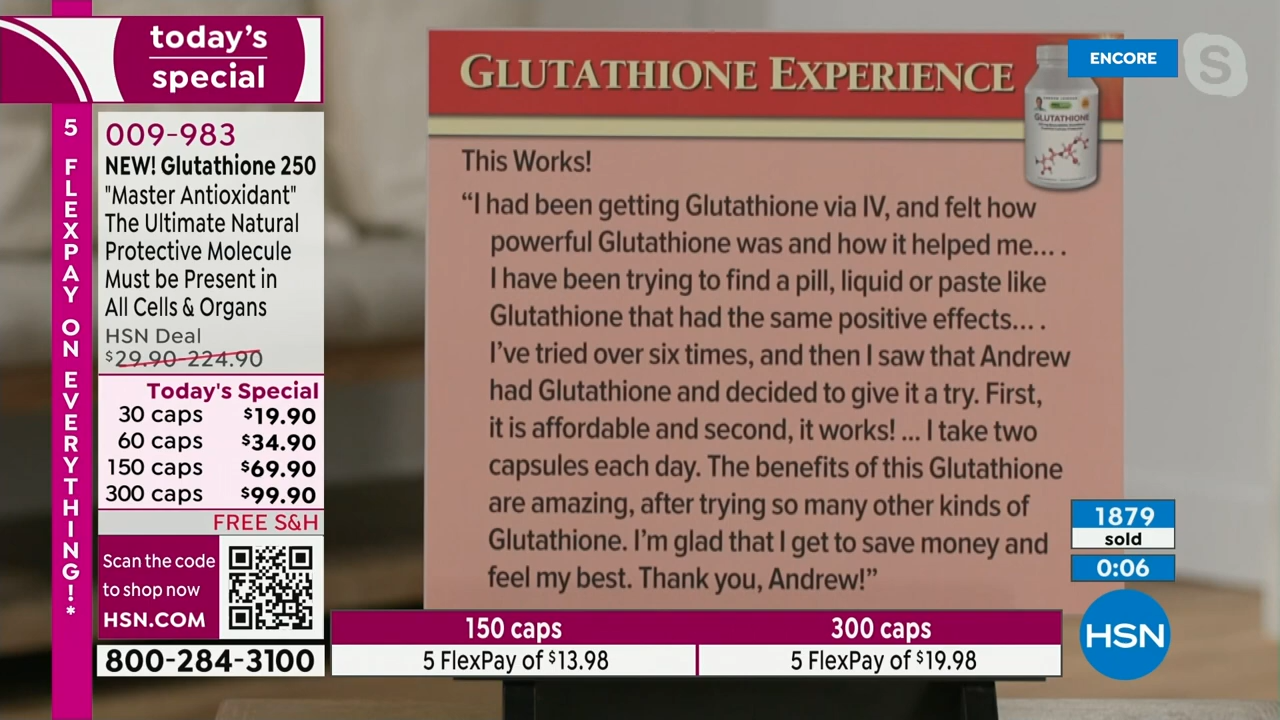 today's
special
5 FLEXPAY ON EVERYTHING!*
009-983
NEW! Glutathione 250
"Master Antioxidant"
The Ultimate Natural
Protective Molecule
Must be Present in
All Cells & Organs
HSN Deal
$29.90-224.90
Today's Special
30 caps $19.90
60 caps $34.90
150 caps $69.90
300 caps $99.90
FREE S&H
Scan the code
to shop now
HSN.COM
800-284-3100
GLUTATHIONE EXPERIENCE
GLUTATHIONE
This Works!
“I had been getting Glutathione via IV, and felt how
powerful Glutathione was and how it helped me... .
I have been trying to find a pill, liquid or paste like
Glutathione that had the same positive effects... .
I’ve tried over six times, and then I saw that Andrew
had Glutathione and decided to give it a try. First,
it is affordable and second, it works! ... I take two
capsules each day. The benefits of this Glutathione
are amazing, after trying so many other kinds of
Glutathione. I’m glad that I get to save money and
feel my best. Thank you, Andrew!”
ENCORE
S
1879
sold
0:06
HSN
150 caps
5 FlexPay of $13.98
300 caps
5 FlexPay of $19.98